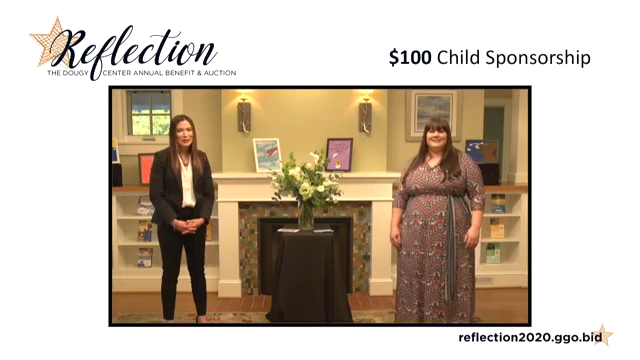 Reflection
THE DOUGY CENTER ANNUAL BENEFIT & AUCTION
$100 Child Sponsorship
reflection2020.ggo.bid